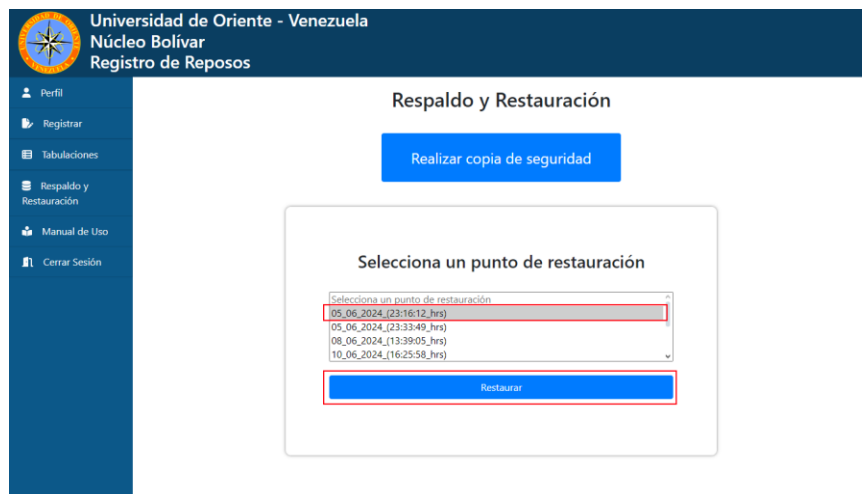 Universidad de Oriente - Venezuela
Núcleo Bolívar
Registro de Reposos
Perfil
Registrar
Tabulaciones
Respaldo y
Restauración
Manual de Uso
Cerrar Sesión
Respaldo y Restauración
Realizar copia de seguridad
Selecciona un punto de restauración
Selecciona un punto de restauración
05_06_2024_(23:16:12_hrs)
05_06_2024_(23:33:49_hrs)
08_06_2024_(13:39:05_hrs)
10_06_2024_(16:25:58_hrs)
Restaurar